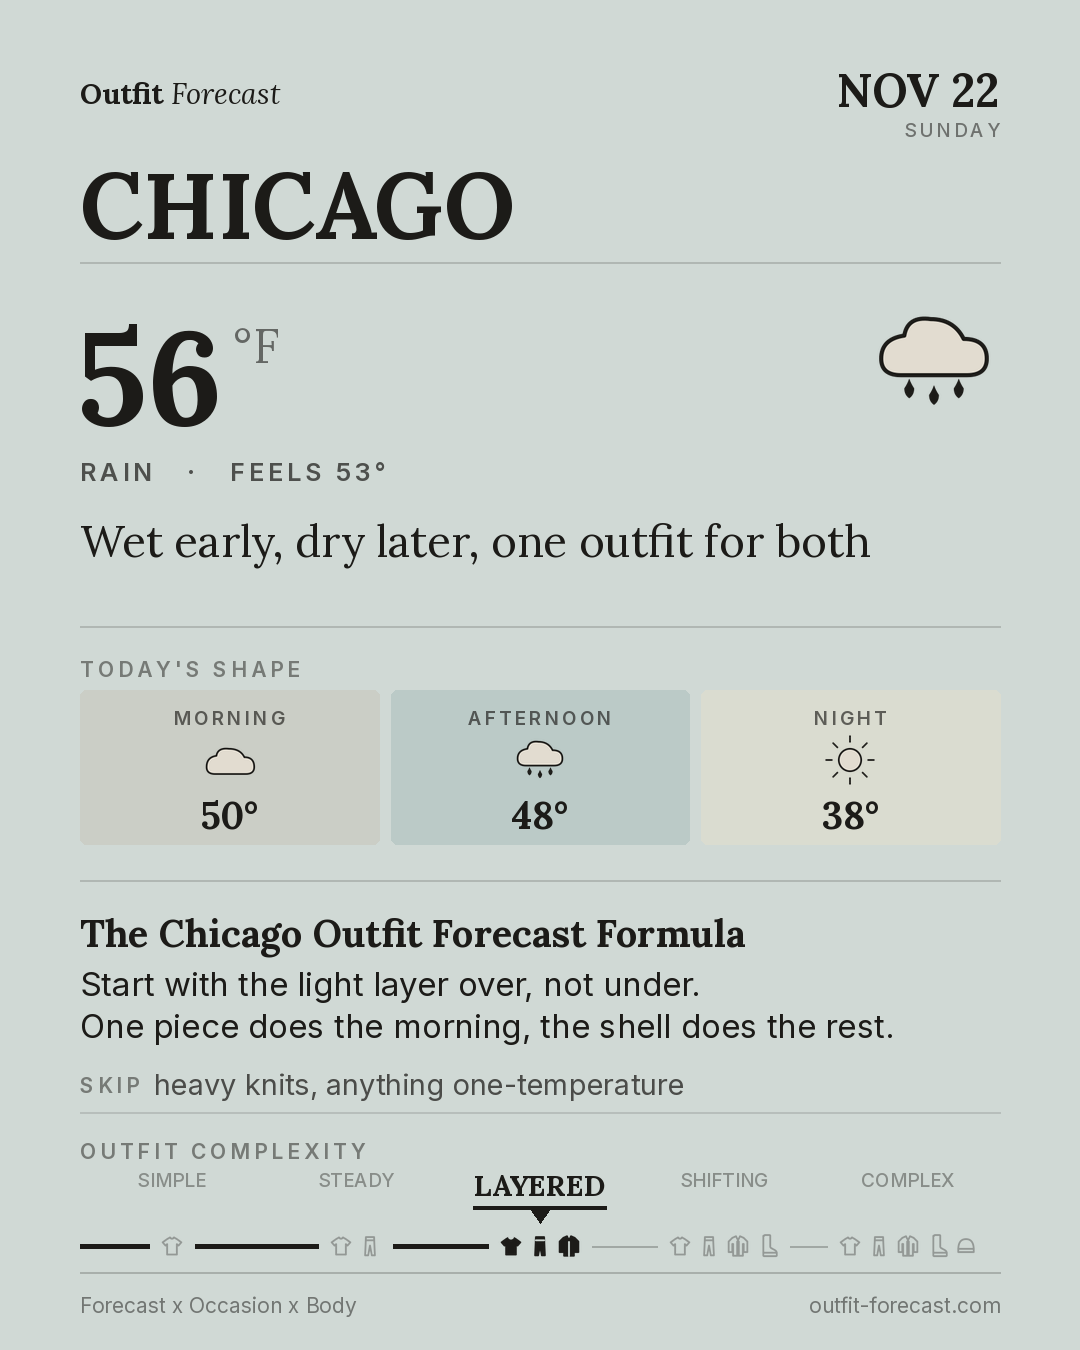 Outfit Forecast
NOV 22
SUNDAY
CHICAGO
56 °F
RAIN · FEELS 53°
Wet early, dry later, one outfit for both
TODAY'S SHAPE
MORNING
50°
AFTERNOON
48°
NIGHT
38°
The Chicago Outfit Forecast Formula
Start with the light layer over, not under.
One piece does the morning, the shell does the rest.
SKIP heavy knits, anything one-temperature
OUTFIT COMPLEXITY
SIMPLE STEADY LAYERED SHIFTING COMPLEX
Forecast x Occasion x Body
outfit-forecast.com